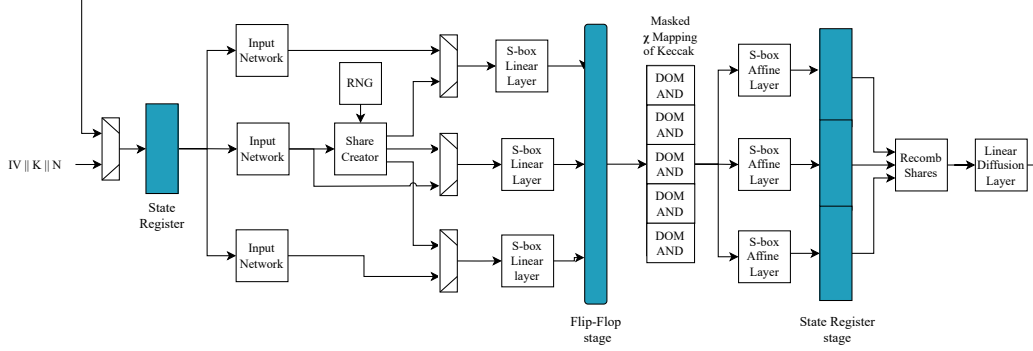 IV || K || N
State
Register
Input
Network
Input
Network
Input
Network
RNG
Share
Creator
S-box
Linear
Layer
S-box
Linear
Layer
S-box
Linear
layer
Flip-Flop
stage
Masked
χ Mapping
of Keccak
DOM
AND
DOM
AND
DOM
AND
DOM
AND
DOM
AND
S-box
Affine
Layer
S-box
Affine
Layer
S-box
Affine
Layer
State Register
stage
Recomb
Shares
Linear
Diffusion
Layer